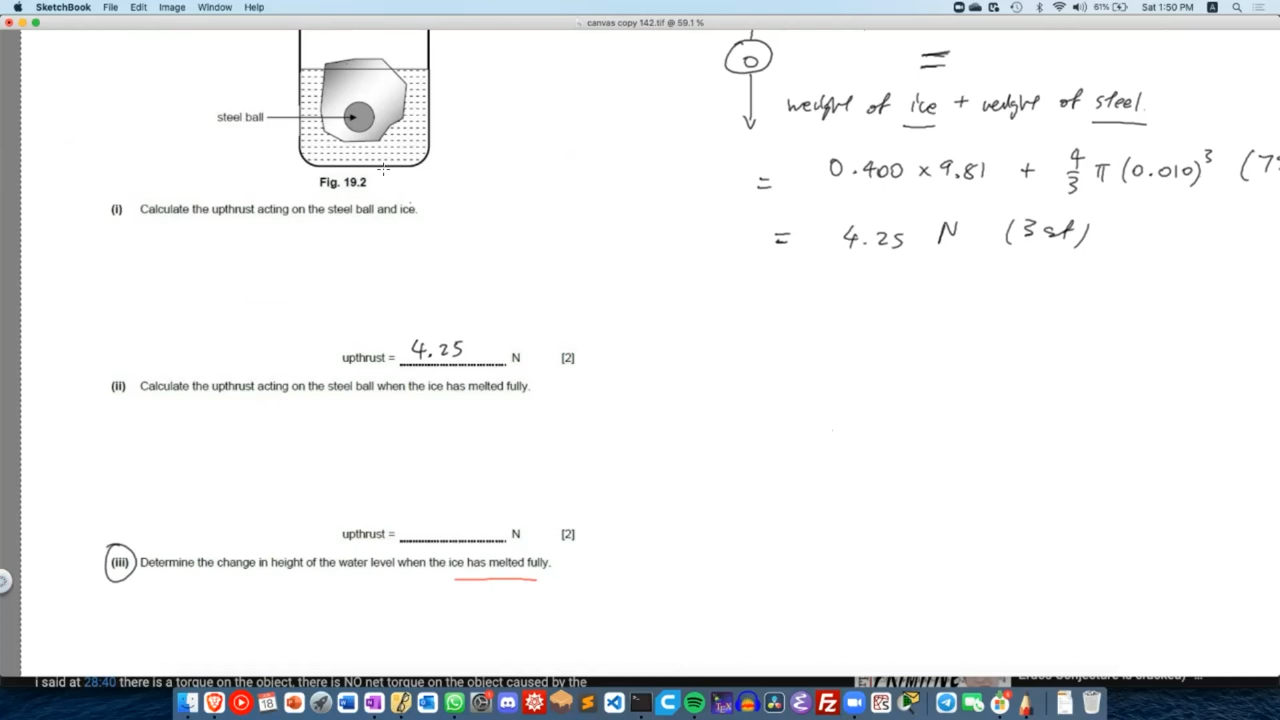 SketchBook File Edit Image Window Help 61% Sat 1:50 PM
canvas copy 142.tif @ 59.1 %
steel ball
Fig. 19.2
(i) Calculate the upthrust acting on the steel ball and ice.
upthrust = 4.25 N [2]
(ii) Calculate the upthrust acting on the steel ball when the ice has melted fully.
upthrust = N [2]
(iii) Determine the change in height of the water level when the ice has melted fully.
=
weight of ice + weight of steel.
= 0.400 × 9.81 + 4/3 π (0.010)³ (7
= 4.25 N (3 sf)
i said at 28:40 there is a torque on the object, there is NO net torque on the object caused by the